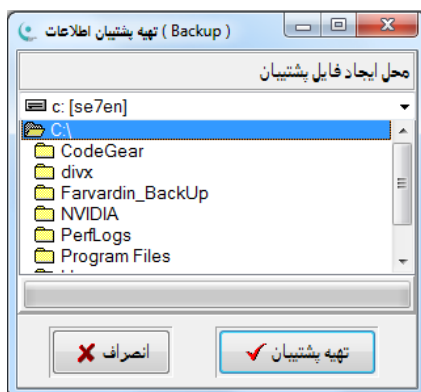 تهیه پشتیبان اطلاعات ( Backup )
محل ایجاد فایل پشتیبان
c: [se7en]
C:\
CodeGear
divx
Farvardin_BackUp
NVIDIA
PerfLogs
Program Files
تهیه پشتیبان
انصراف